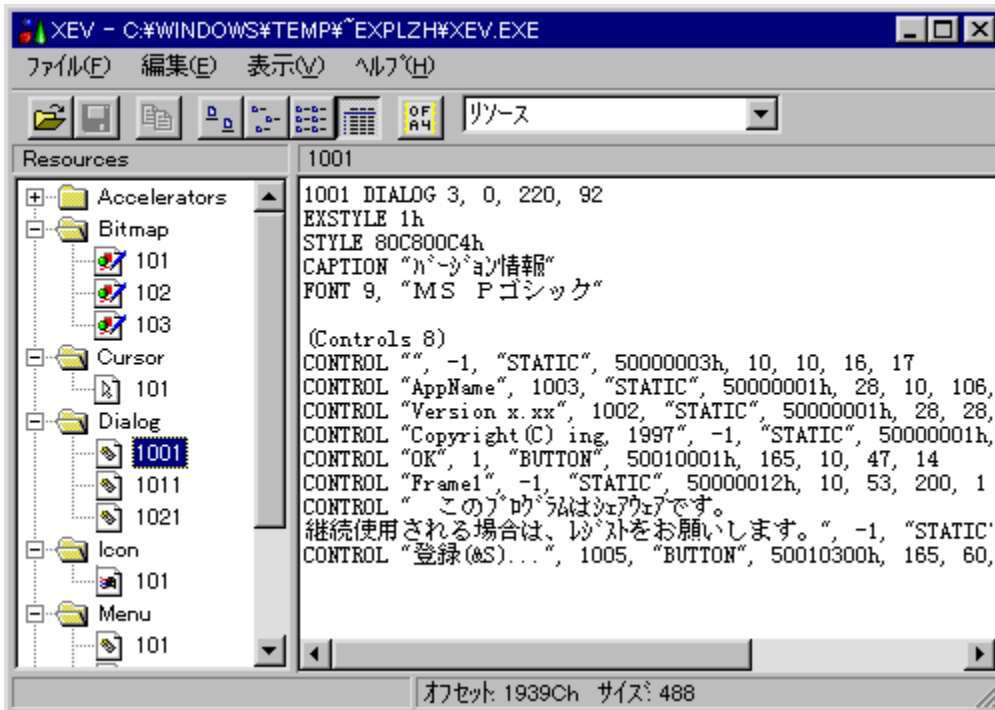 XEV - C:¥WINDOWS¥TEMP¥~EXPLZH¥XEV.EXE
ﾌｧｲﾙ(F) 編集(E) 表示(V) ﾍﾙﾌﾟ(H)
OF
A4
リソース
Resources
1001
Accelerators
Bitmap
101
102
103
Cursor
101
Dialog
1001
1011
1021
Icon
101
Menu
101
1001 DIALOG 3, 0, 220, 92
EXSTYLE 1h
STYLE 80C800C4h
CAPTION "ﾊﾞｰｼﾞｮﾝ情報"
FONT 9, "ＭＳ Ｐゴシック"
(Controls 8)
CONTROL "", -1, "STATIC", 50000003h, 10, 10, 16, 17
CONTROL "AppName", 1003, "STATIC", 50000001h, 28, 10, 106,
CONTROL "Version x.xx", 1002, "STATIC", 50000001h, 28, 28,
CONTROL "Copyright(C) ing, 1997", -1, "STATIC", 50000001h,
CONTROL "OK", 1, "BUTTON", 50010001h, 165, 10, 47, 14
CONTROL "Frame1", -1, "STATIC", 50000012h, 10, 53, 200, 1
CONTROL "　このﾌﾟﾛｸﾞﾗﾑはｼｪｱｳｪｱです。
継続使用される場合は、ﾚｼﾞｽﾄをお願いします。", -1, "STATIC"
CONTROL "登録(&S)...", 1005, "BUTTON", 50010300h, 165, 60,
ｵﾌｾｯﾄ: 1939Ch ｻｲｽﾞ: 488